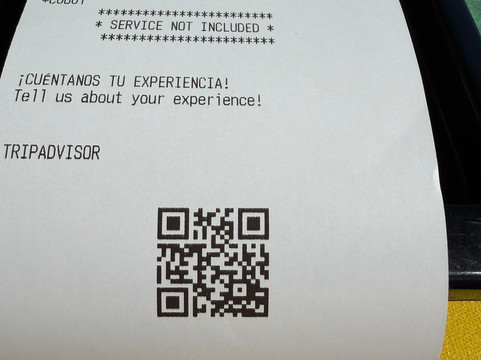 ************************
* SERVICE NOT INCLUDED *
************************
¡CUÉNTANOS TU EXPERIENCIA!
Tell us about your experience!
TRIPADVISOR